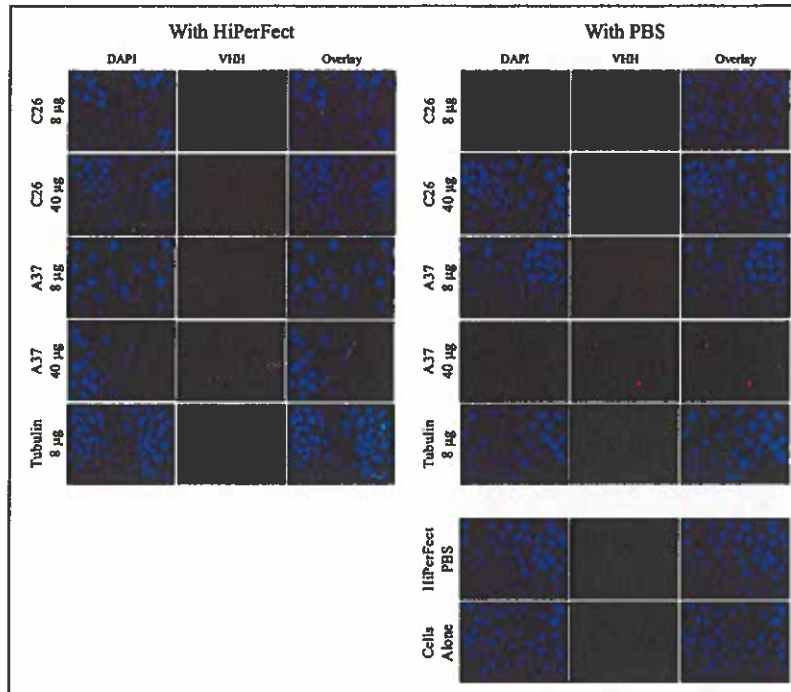 With HiPerFect
DAPI VHH Overlay
C26
8 µg
C26
40 µg
A37
8 µg
A37
40 µg
Tubulin
8 µg
With PBS
DAPI VHH Overlay
C26
8 µg
C26
40 µg
A37
8 µg
A37
40 µg
Tubulin
8 µg
HiPerFect
PBS
Cells
Alone